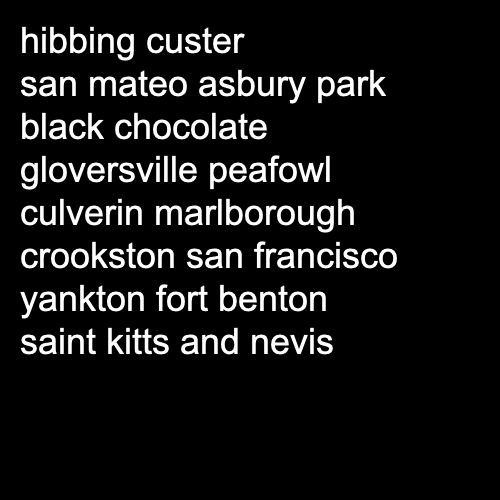 hibbing custer
san mateo asbury park
black chocolate
gloversville peafowl
culverin marlborough
crookston san francisco
yankton fort benton
saint kitts and nevis